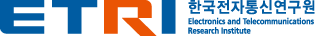 ETRI
한국전자통신연구원
Electronics and Telecommunications
Research Institute